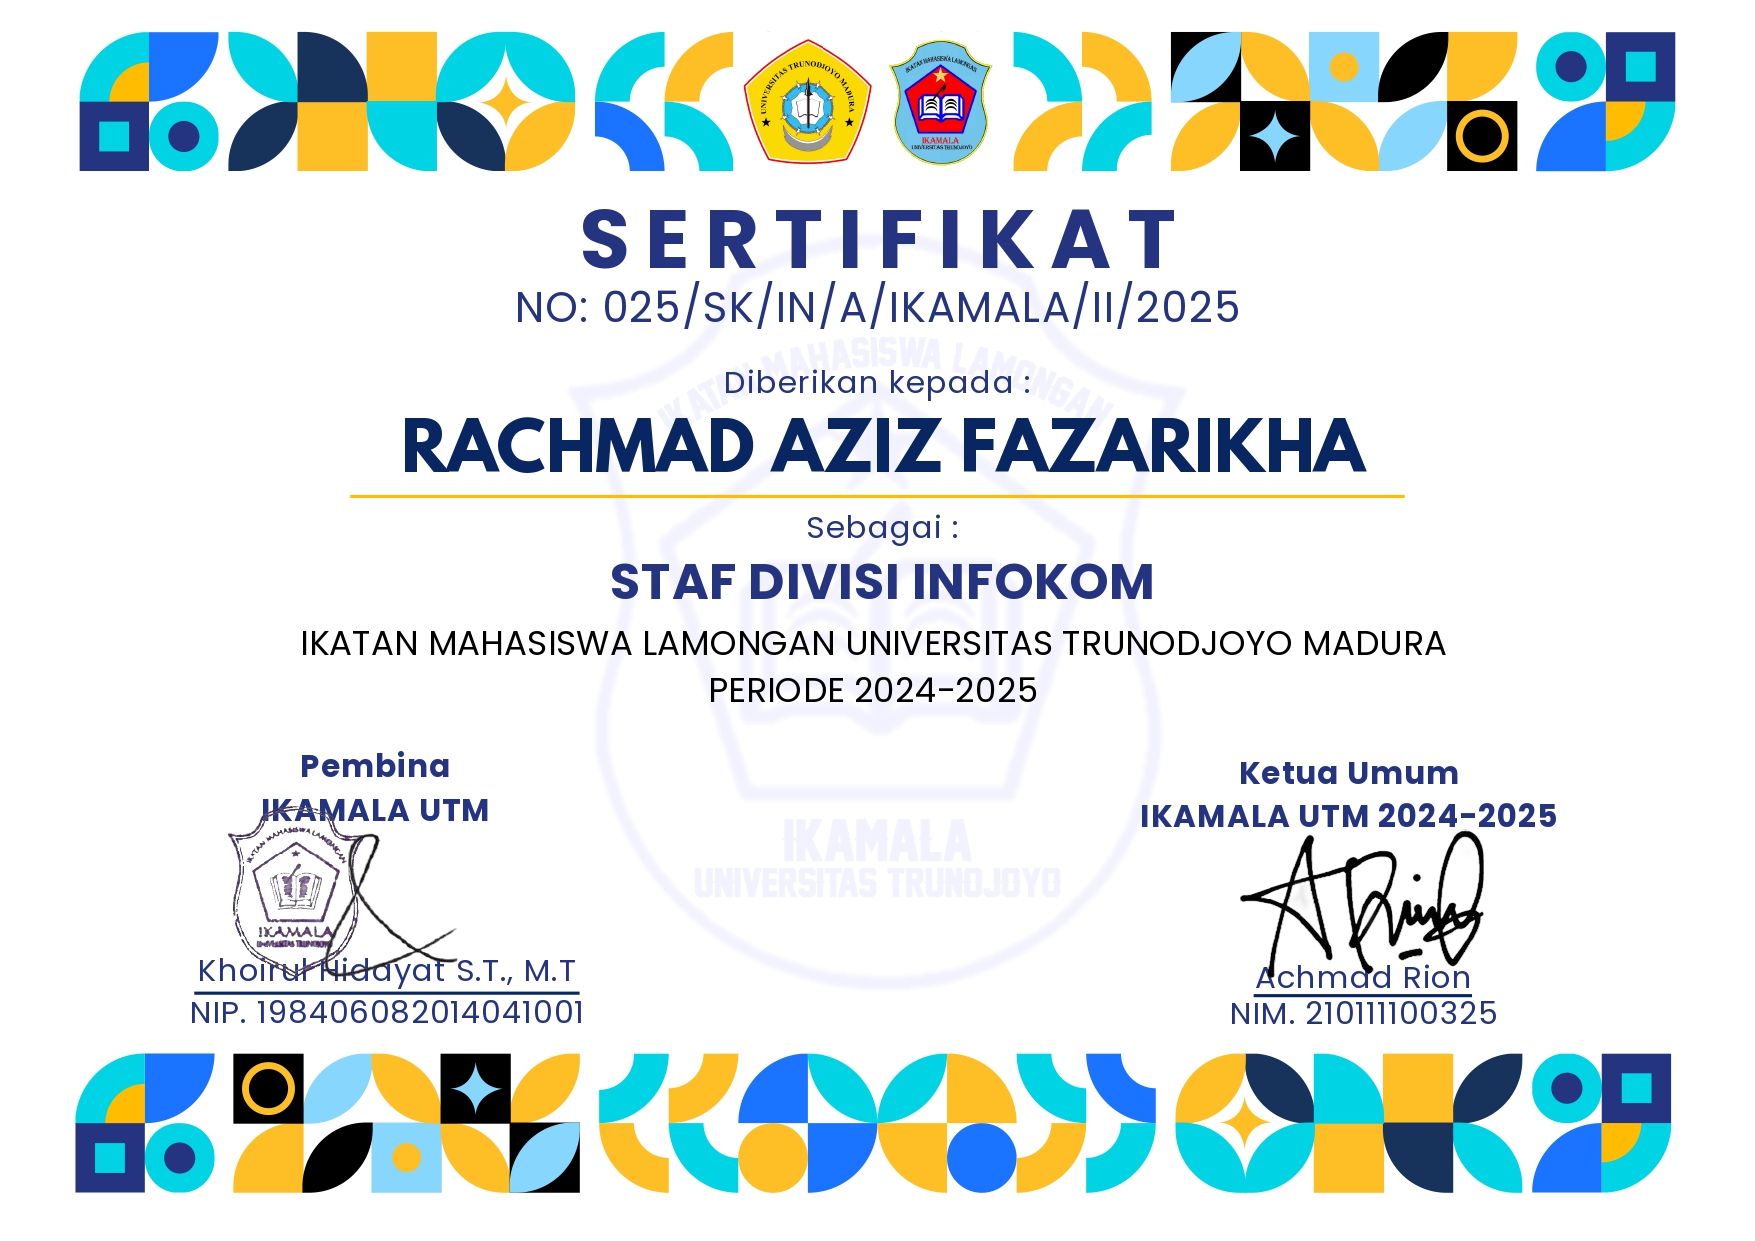 UNIVERSITAS TRUNODJOYO MADURA
IKATAN MAHASISWA LAMONGAN
IKAMALA
UNIVERSITAS TRUNOJOYO
SERTIFIKAT
NO: 025/SK/IN/A/IKAMALA/II/2025
IKATAN MAHASISWA LAMONGAN
Diberikan kepada :
RACHMAD AZIZ FAZARIKHA
Sebagai :
STAF DIVISI INFOKOM
IKATAN MAHASISWA LAMONGAN UNIVERSITAS TRUNODJOYO MADURA
PERIODE 2024-2025
Pembina
IKAMALA UTM
Ketua Umum
IKAMALA UTM 2024-2025
IKATAN MAHASISWA LAMONGAN
IKAMALA
UNIVERSITAS TRUNOJOYO
IKAMALA
UNIVERSITAS TRUNOJOYO
Khoirul Hidayat S.T., M.T
NIP. 198406082014041001
Achmad Rion
NIM. 210111100325